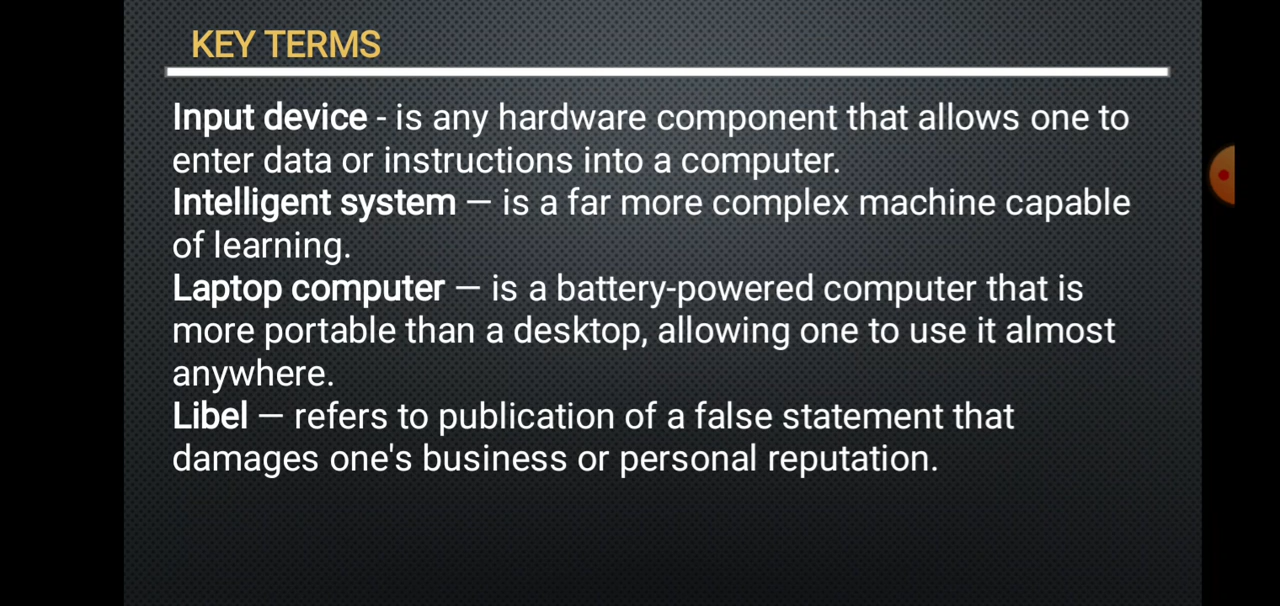 KEY TERMS
Input device - is any hardware component that allows one to
enter data or instructions into a computer.
Intelligent system — is a far more complex machine capable
of learning.
Laptop computer — is a battery-powered computer that is
more portable than a desktop, allowing one to use it almost
anywhere.
Libel — refers to publication of a false statement that
damages one's business or personal reputation.